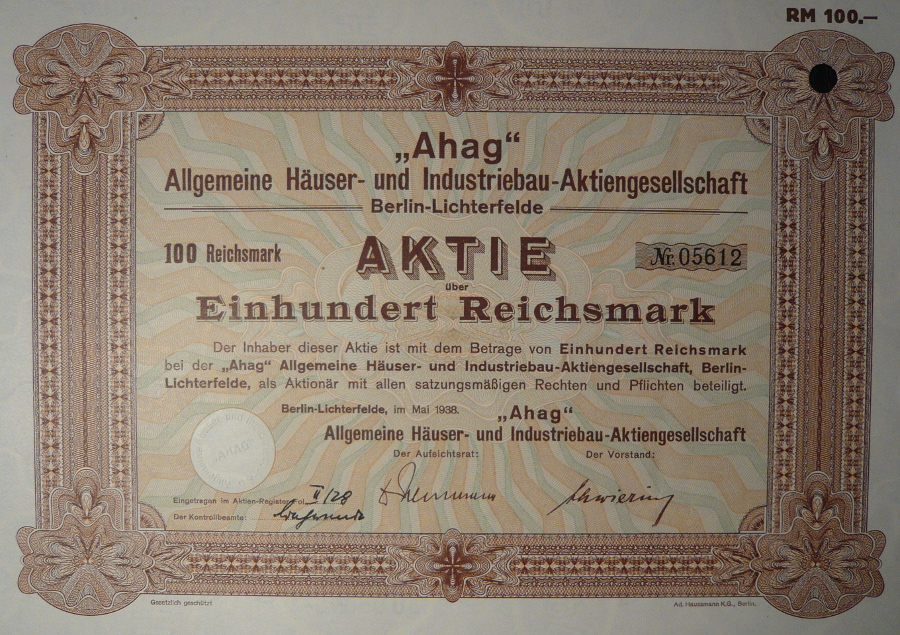 RM 100.—
„Ahag“
Allgemeine Häuser- und Industriebau-Aktiengesellschaft
Berlin-Lichterfelde
100 Reichsmark
AKTIE
Nr. 05612
über
Einhundert Reichsmark
Der Inhaber dieser Aktie ist mit dem Betrage von Einhundert Reichsmark
bei der „Ahag“ Allgemeine Häuser- und Industriebau-Aktiengesellschaft, Berlin-
Lichterfelde, als Aktionär mit allen satzungsmäßigen Rechten und Pflichten beteiligt.
Berlin-Lichterfelde, im Mai 1938.
„Ahag“
Allgemeine Häuser- und Industriebau-Aktiengesellschaft
Der Aufsichtsrat:
Der Vorstand:
Eingetragen im Aktien-Register Fol. II/28
Der Kontrollbeamte:
Schwiering
Gesetzlich geschützt
Ad. Haussmann K.G., Berlin.